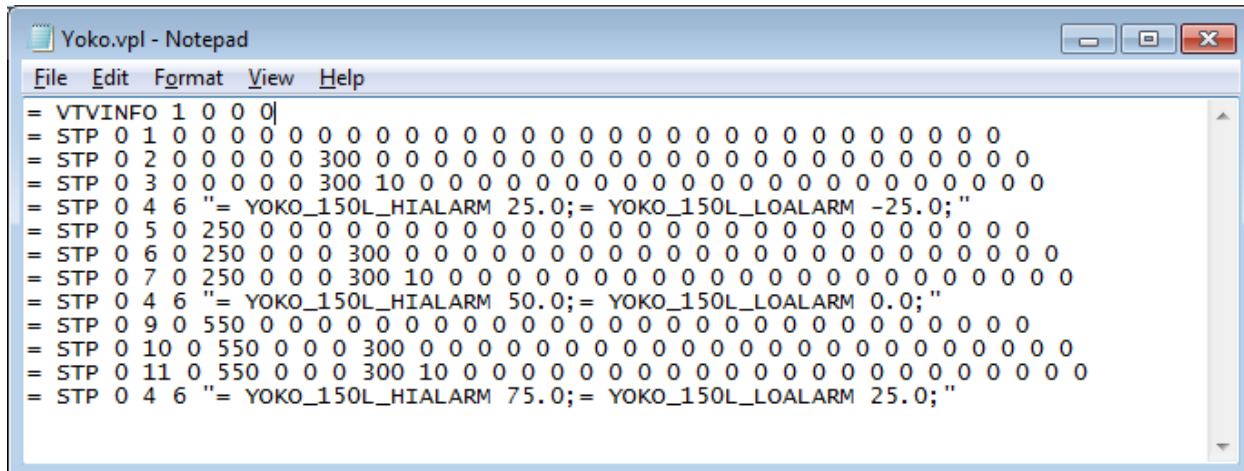 Yoko.vpl - Notepad
File Edit Format View Help
= VTVINFO 1 0 0 0
= STP 0 1 0 0 0 0 0 0 0 0 0 0 0 0 0 0 0 0 0 0 0 0 0 0 0 0 0 0 0 0 0 0 0
= STP 0 2 0 0 0 0 0 300 0 0 0 0 0 0 0 0 0 0 0 0 0 0 0 0 0 0 0 0 0 0 0
= STP 0 3 0 0 0 0 0 300 10 0 0 0 0 0 0 0 0 0 0 0 0 0 0 0 0 0 0 0 0 0 0
= STP 0 4 6 "= YOKO_150L_HIALARM 25.0;= YOKO_150L_LOALARM -25.0;"
= STP 0 5 0 250 0 0 0 0 0 0 0 0 0 0 0 0 0 0 0 0 0 0 0 0 0 0 0 0 0 0 0
= STP 0 6 0 250 0 0 0 300 0 0 0 0 0 0 0 0 0 0 0 0 0 0 0 0 0 0 0 0 0 0 0
= STP 0 7 0 250 0 0 0 300 10 0 0 0 0 0 0 0 0 0 0 0 0 0 0 0 0 0 0 0 0 0 0
= STP 0 4 6 "= YOKO_150L_HIALARM 50.0;= YOKO_150L_LOALARM 0.0;"
= STP 0 9 0 550 0 0 0 0 0 0 0 0 0 0 0 0 0 0 0 0 0 0 0 0 0 0 0 0 0 0 0
= STP 0 10 0 550 0 0 0 300 0 0 0 0 0 0 0 0 0 0 0 0 0 0 0 0 0 0 0 0 0 0 0
= STP 0 11 0 550 0 0 0 300 10 0 0 0 0 0 0 0 0 0 0 0 0 0 0 0 0 0 0 0 0 0 0
= STP 0 4 6 "= YOKO_150L_HIALARM 75.0;= YOKO_150L_LOALARM 25.0;"